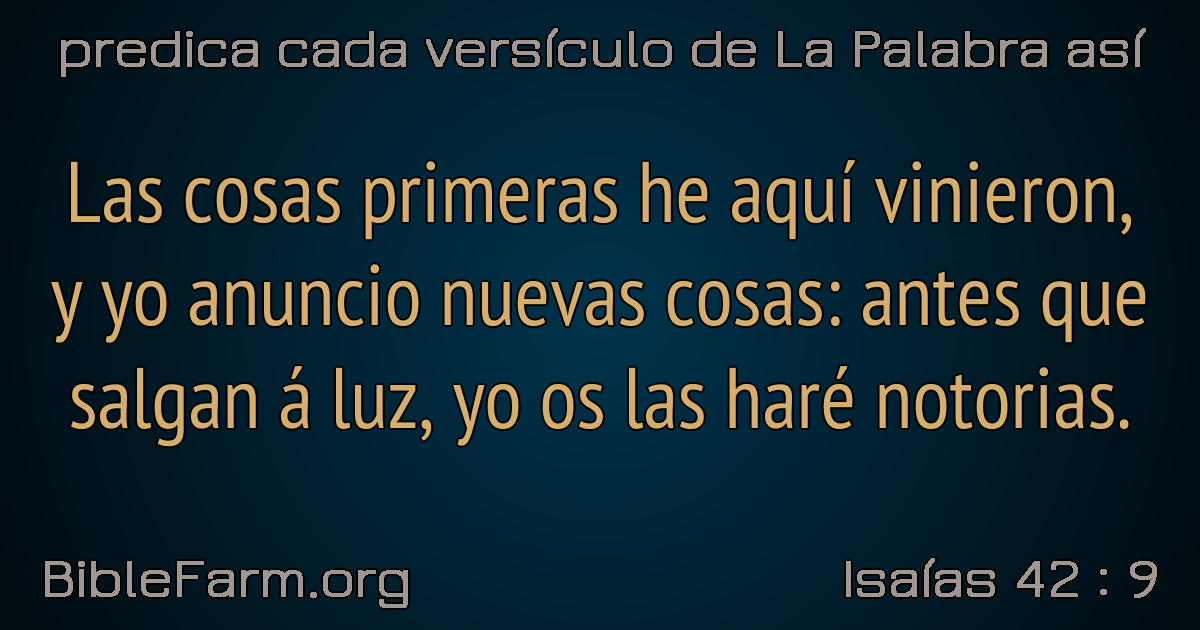 predica cada versículo de La Palabra así
Las cosas primeras he aquí vinieron,
y yo anuncio nuevas cosas: antes que
salgan á luz, yo os las haré notorias.
BibleFarm.org
Isaías 42 : 9